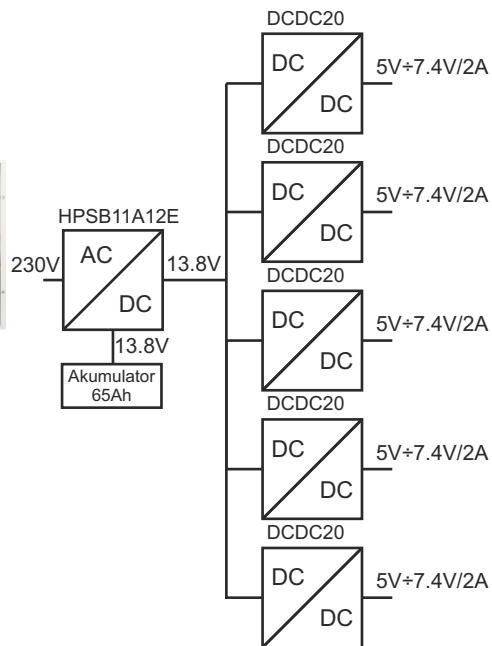 DCDC20
DC
DC
5V÷7.4V/2A
DCDC20
DC
DC
5V÷7.4V/2A
HPSB11A12E
230V
AC
DC
13.8V
13.8V
Akumulator
65Ah
DCDC20
DC
DC
5V÷7.4V/2A
DCDC20
DC
DC
5V÷7.4V/2A
DCDC20
DC
DC
5V÷7.4V/2A